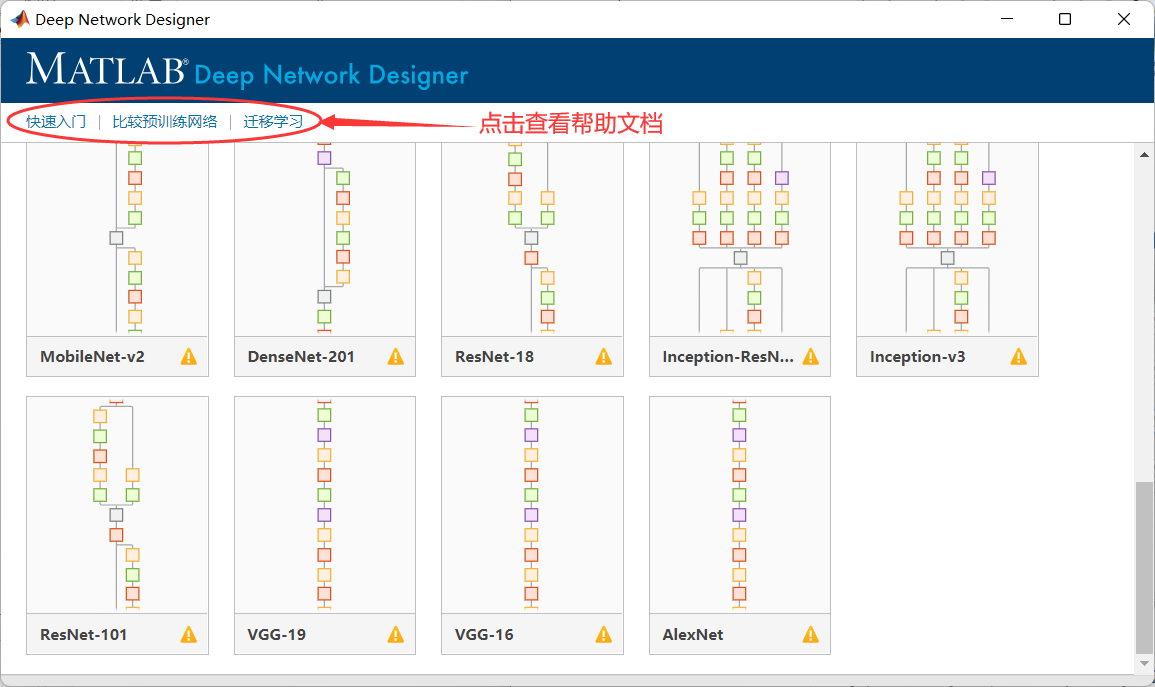 Deep Network Designer
MATLAB® Deep Network Designer
快速入门 | 比较预训练网络 | 迁移学习
点击查看帮助文档
MobileNet-v2
DenseNet-201
ResNet-18
Inception-ResN...
Inception-v3
ResNet-101
VGG-19
VGG-16
AlexNet